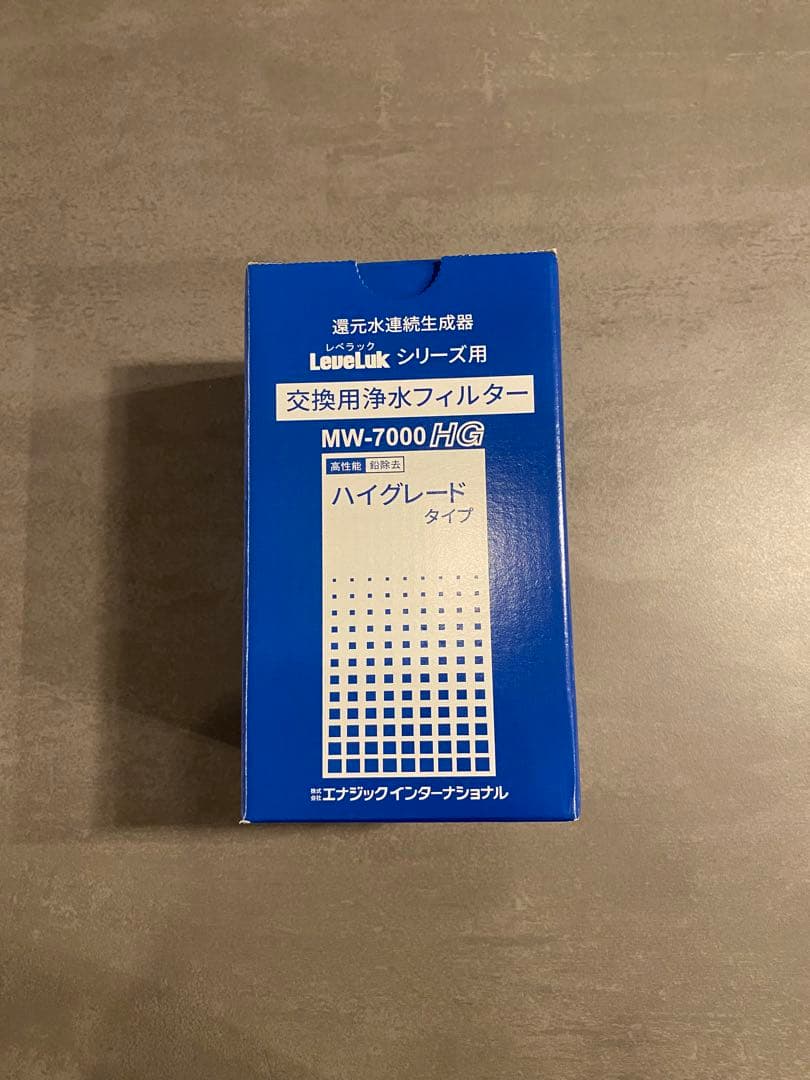 還元水連続生成器
レベラック
LeveLuk シリーズ用
交換用浄水フィルター
MW-7000 HG
高性能 鉛除去
ハイグレード
タイプ
株式会社 エナジックインターナショナル